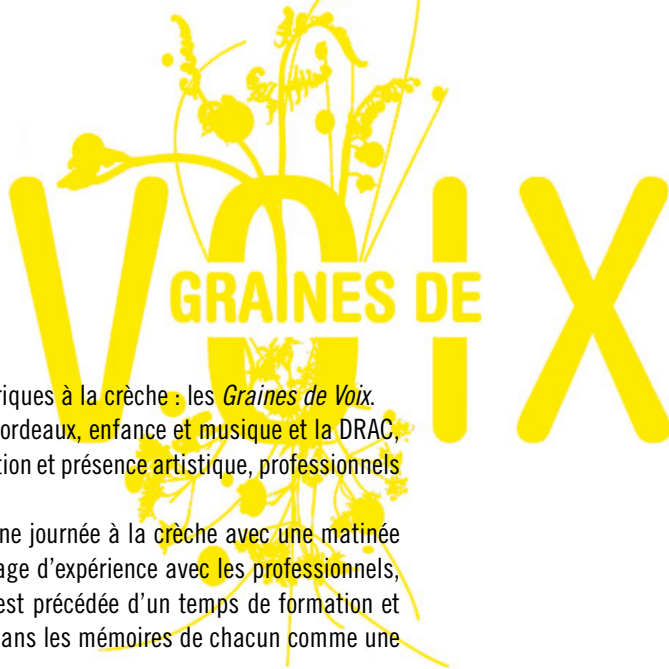 VOIX
GRAINES DE
riques à la crèche : les Graines de Voix.
ordeaux, enfance et musique et la DRAC,
tion et présence artistique, professionnels
ne journée à la crèche avec une matinée
age d'expérience avec les professionnels,
est précédée d'un temps de formation et
ans les mémoires de chacun comme une